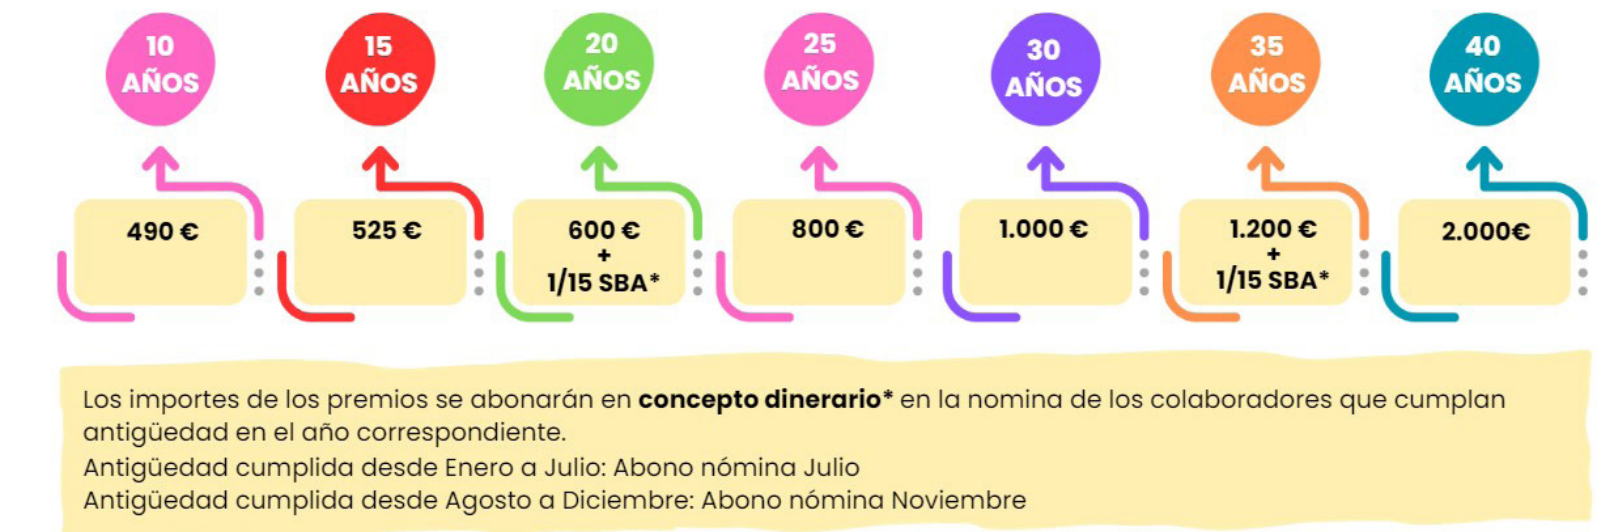 10
AÑOS
15
AÑOS
20
AÑOS
25
AÑOS
30
AÑOS
35
AÑOS
40
AÑOS
490 €
525 €
600 €
+
1/15 SBA*
800 €
1.000 €
1.200 €
+
1/15 SBA*
2.000€
Los importes de los premios se abonarán en concepto dinerario* en la nomina de los colaboradores que cumplan
antigüedad en el año correspondiente.
Antigüedad cumplida desde Enero a Julio: Abono nómina Julio
Antigüedad cumplida desde Agosto a Diciembre: Abono nómina Noviembre